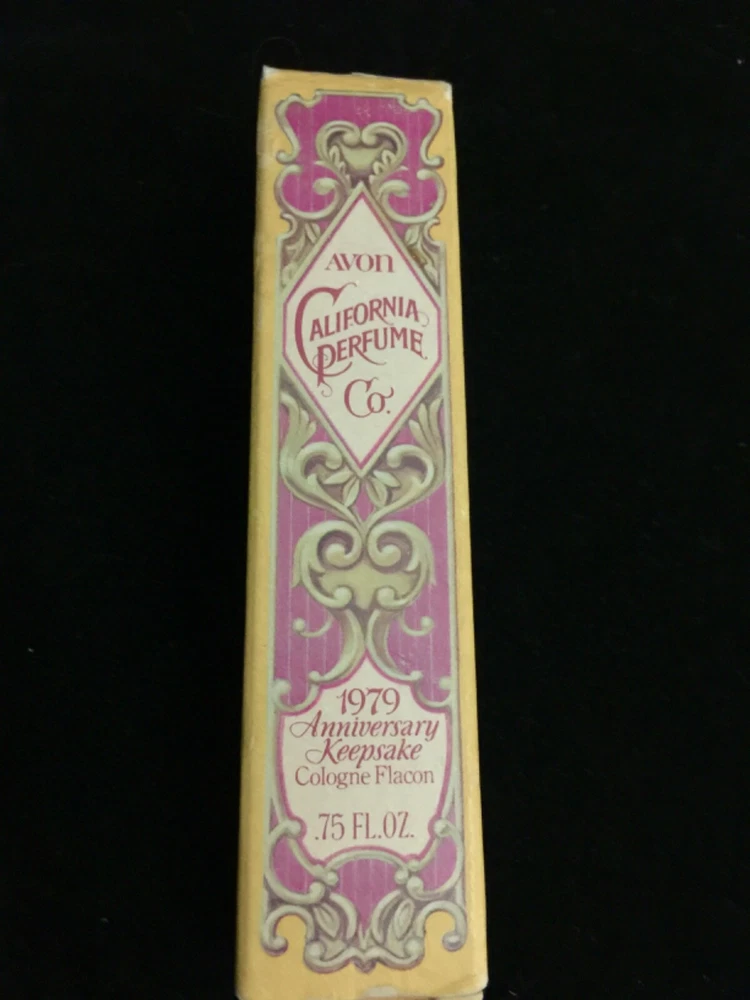 AVON
CALIFORNIA
PERFUME
Co.
1979
Anniversary
Keepsake
Cologne Flacon
.75 FL.OZ.